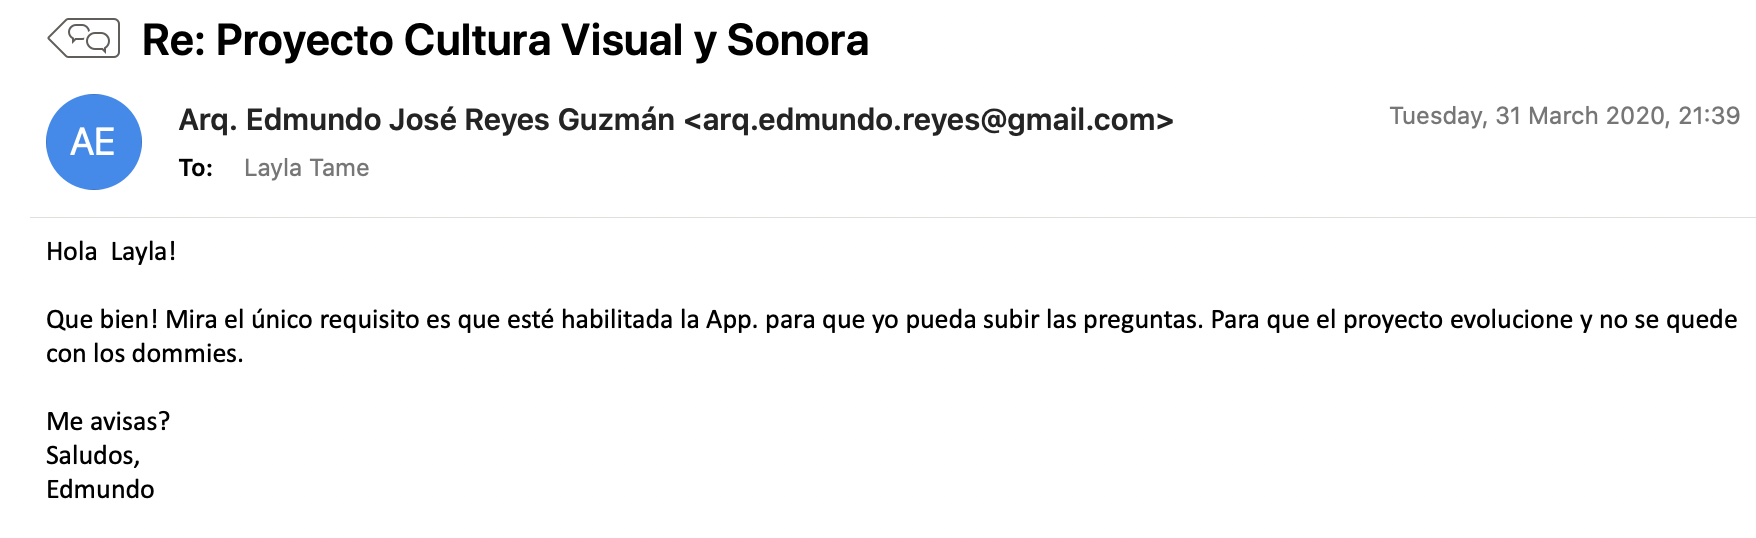 Re: Proyecto Cultura Visual y Sonora
AE
Arq. Edmundo José Reyes Guzmán <arq.edmundo.reyes@gmail.com>
Tuesday, 31 March 2020, 21:39
To: Layla Tame
Hola  Layla!
Que bien! Mira el único requisito es que esté habilitada la App. para que yo pueda subir las preguntas. Para que el proyecto evolucione y no se quede
con los dommies.
Me avisas?
Saludos,
Edmundo